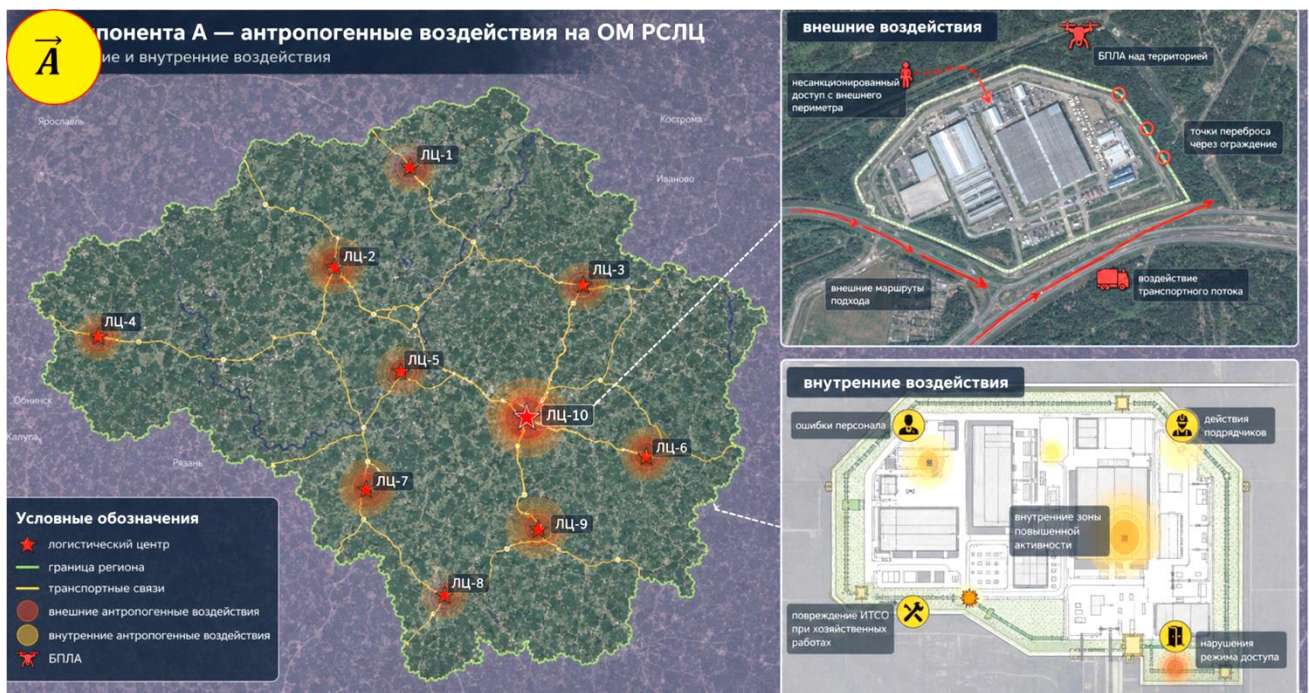 A
понента А — антропогенные воздействия на ОМ РСЛЦ
ие и внутренние воздействия
Ярославль
Кострома
Иваново
Обнинск
Калуга
Рязань
ЛЦ-1
ЛЦ-2
ЛЦ-3
ЛЦ-4
ЛЦ-5
ЛЦ-10
ЛЦ-6
ЛЦ-7
ЛЦ-9
ЛЦ-8
Условные обозначения
логистический центр
граница региона
транспортные связи
внешние антропогенные воздействия
внутренние антропогенные воздействия
БПЛА
внешние воздействия
БПЛА над территорией
несанкционированный
доступ с внешнего
периметра
точки переброса
через ограждение
внешние маршруты
подхода
воздействие
транспортного потока
внутренние воздействия
ошибки персонала
действия
подрядчиков
внутренние зоны
повышенной
активности
повреждение ИТСО
при хозяйственных
работах
нарушения
режима доступа